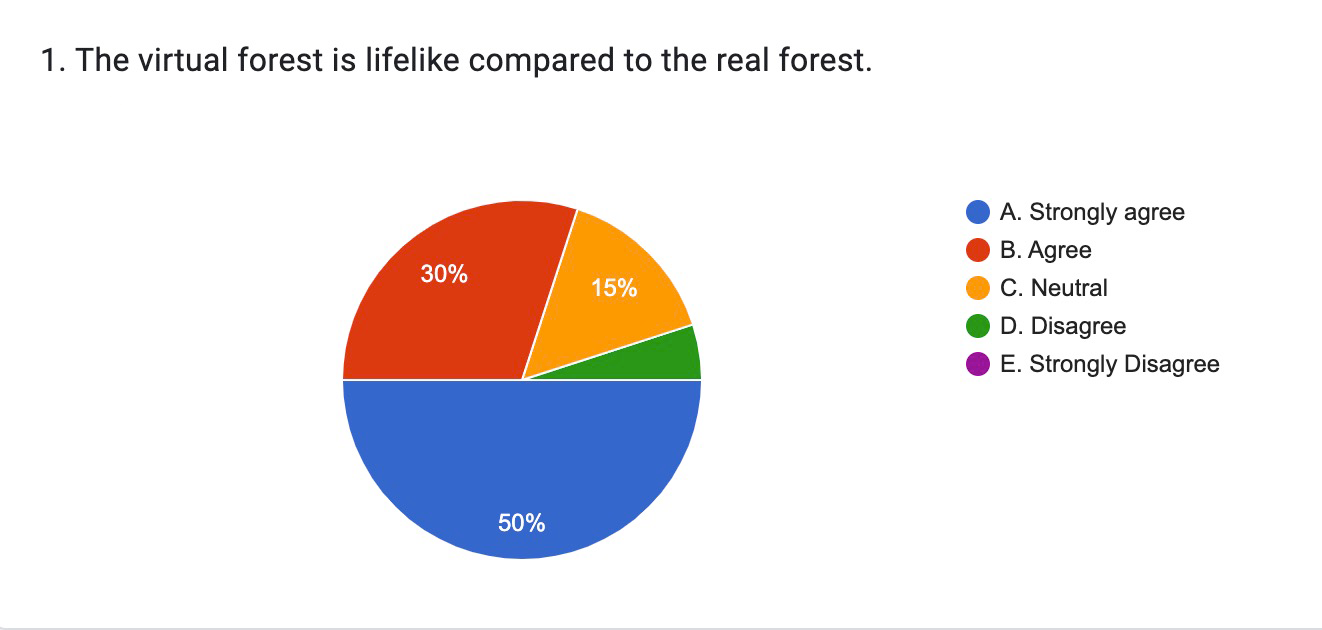 1. The virtual forest is lifelike compared to the real forest.
30%
15%
50%
A. Strongly agree
B. Agree
C. Neutral
D. Disagree
E. Strongly Disagree